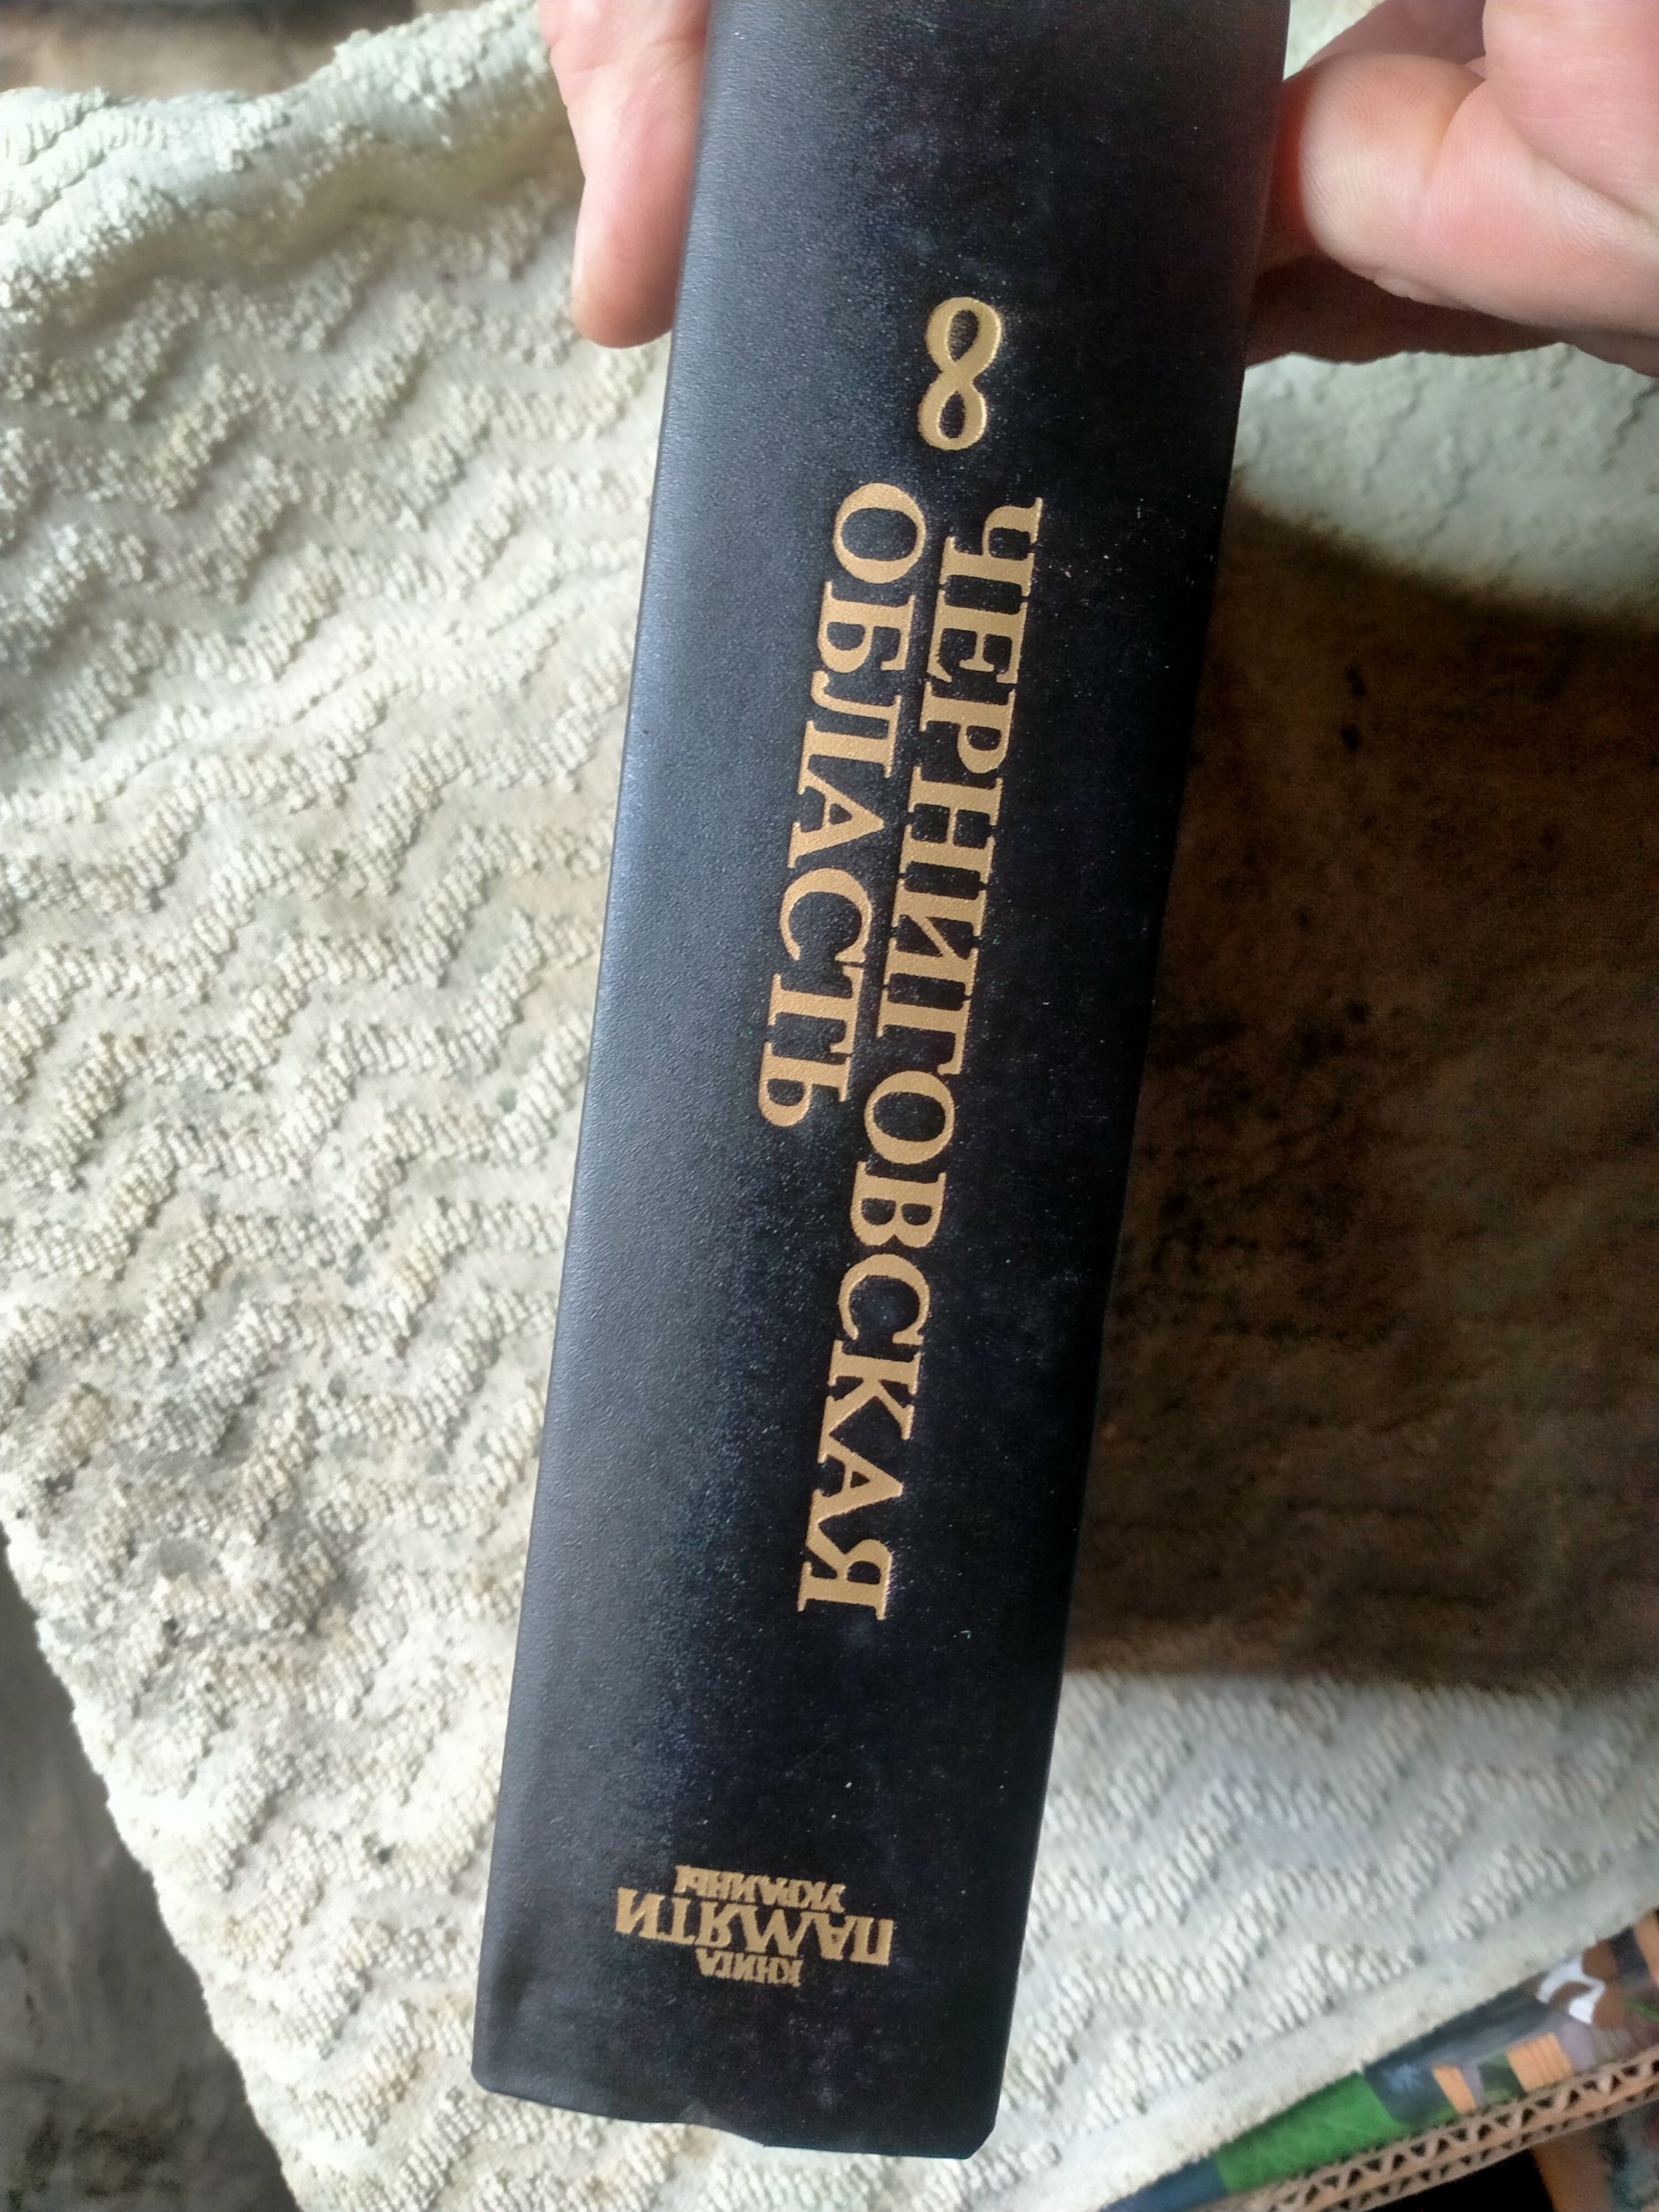 КНИГА
ПАМЯТИ
УКРАИНЫ
ЧЕРНИГОВСКАЯ
ОБЛАСТЬ
8